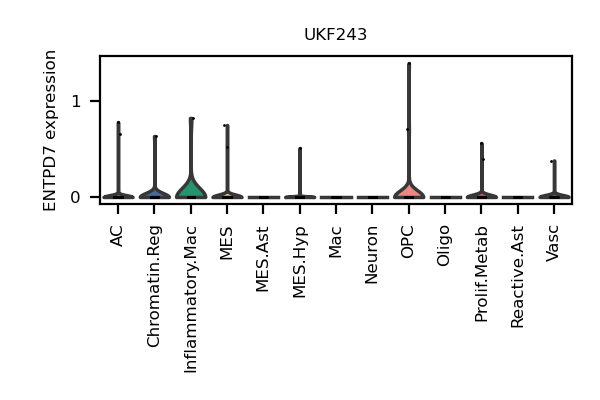 UKF243
ENTPD7 expression
1
0
AC
Chromatin.Reg
Inflammatory.Mac
MES
MES.Ast
MES.Hyp
Mac
Neuron
OPC
Oligo
Prolif.Metab
Reactive.Ast
Vasc